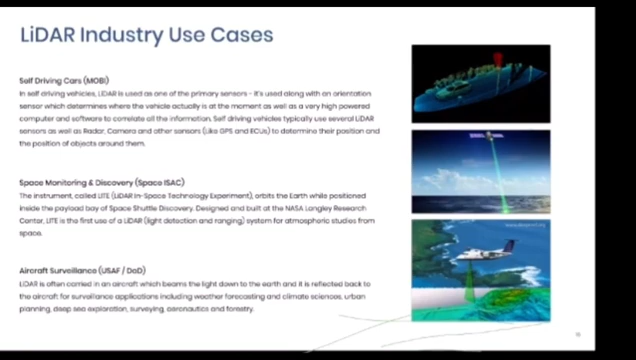 LiDAR Industry Use Cases
Self Driving Cars (MOBI)
In self driving vehicles, LiDAR is used as one of the primary sensors - it's used along with an orientation
sensor which determines where the vehicle actually is at the moment as well as a very high powered
computer and software to correlate all the information. Self driving vehicles typically use several LiDAR
sensors as well as Radar, Camera and other sensors (Like GPS and ECUs) to determine their position and
the position of objects around them.
Space Monitoring & Discovery (Space ISAC)
The instrument, called LITE (LiDAR In-Space Technology Experiment), orbits the Earth while positioned
inside the payload bay of Space Shuttle Discovery. Designed and built at the NASA Langley Research
Center, LITE is the first use of a LiDAR (light detection and ranging) system for atmospheric studies from
space.
Aircraft Surveillance (USAF / DoD)
LiDAR is often carried in an aircraft which beams the light down to the earth and it is reflected back to
the aircraft for surveillance applications including weather forecasting and climate sciences, urban
planning, deep sea exploration, surveying, aeronautics and forestry.